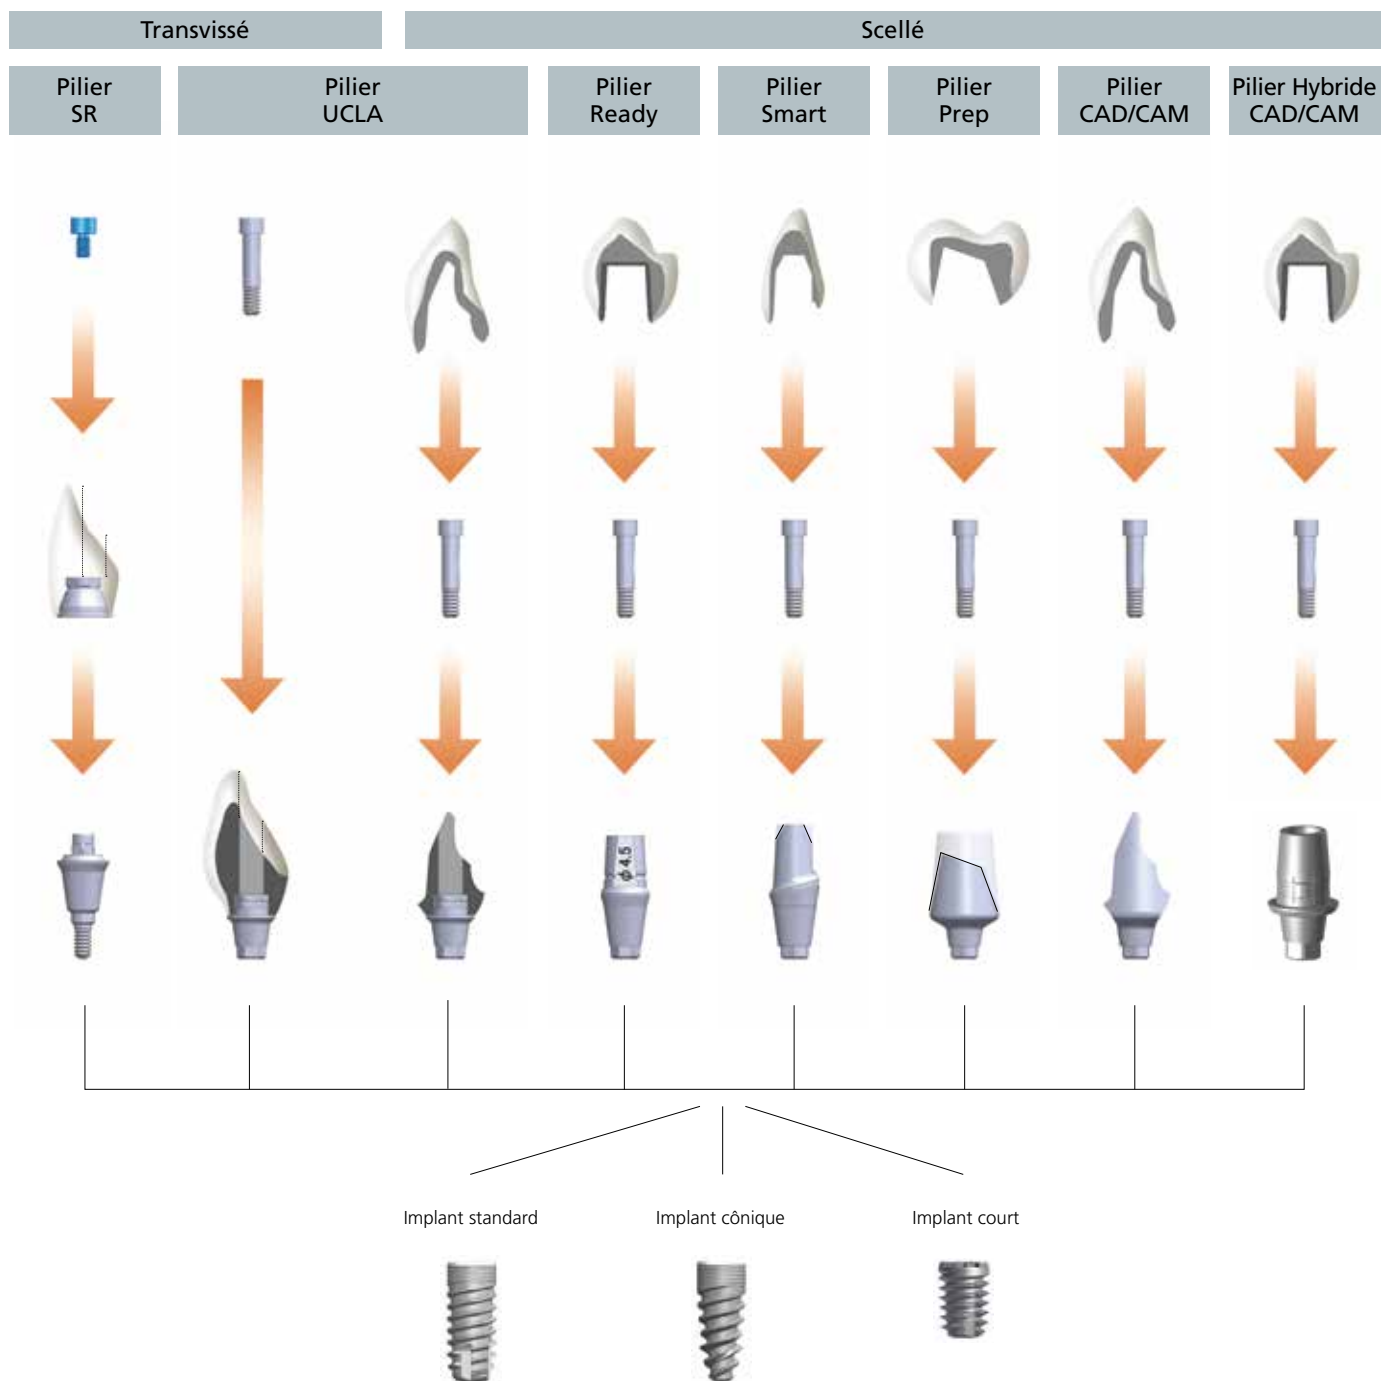 Transvissé
Scellé
Pilier
SR
Pilier
UCLA
Pilier
Ready
Pilier
Smart
Pilier
Prep
Pilier
CAD/CAM
Pilier Hybride
CAD/CAM
ϕ 4.5
Implant standard
Implant cônique
Implant court